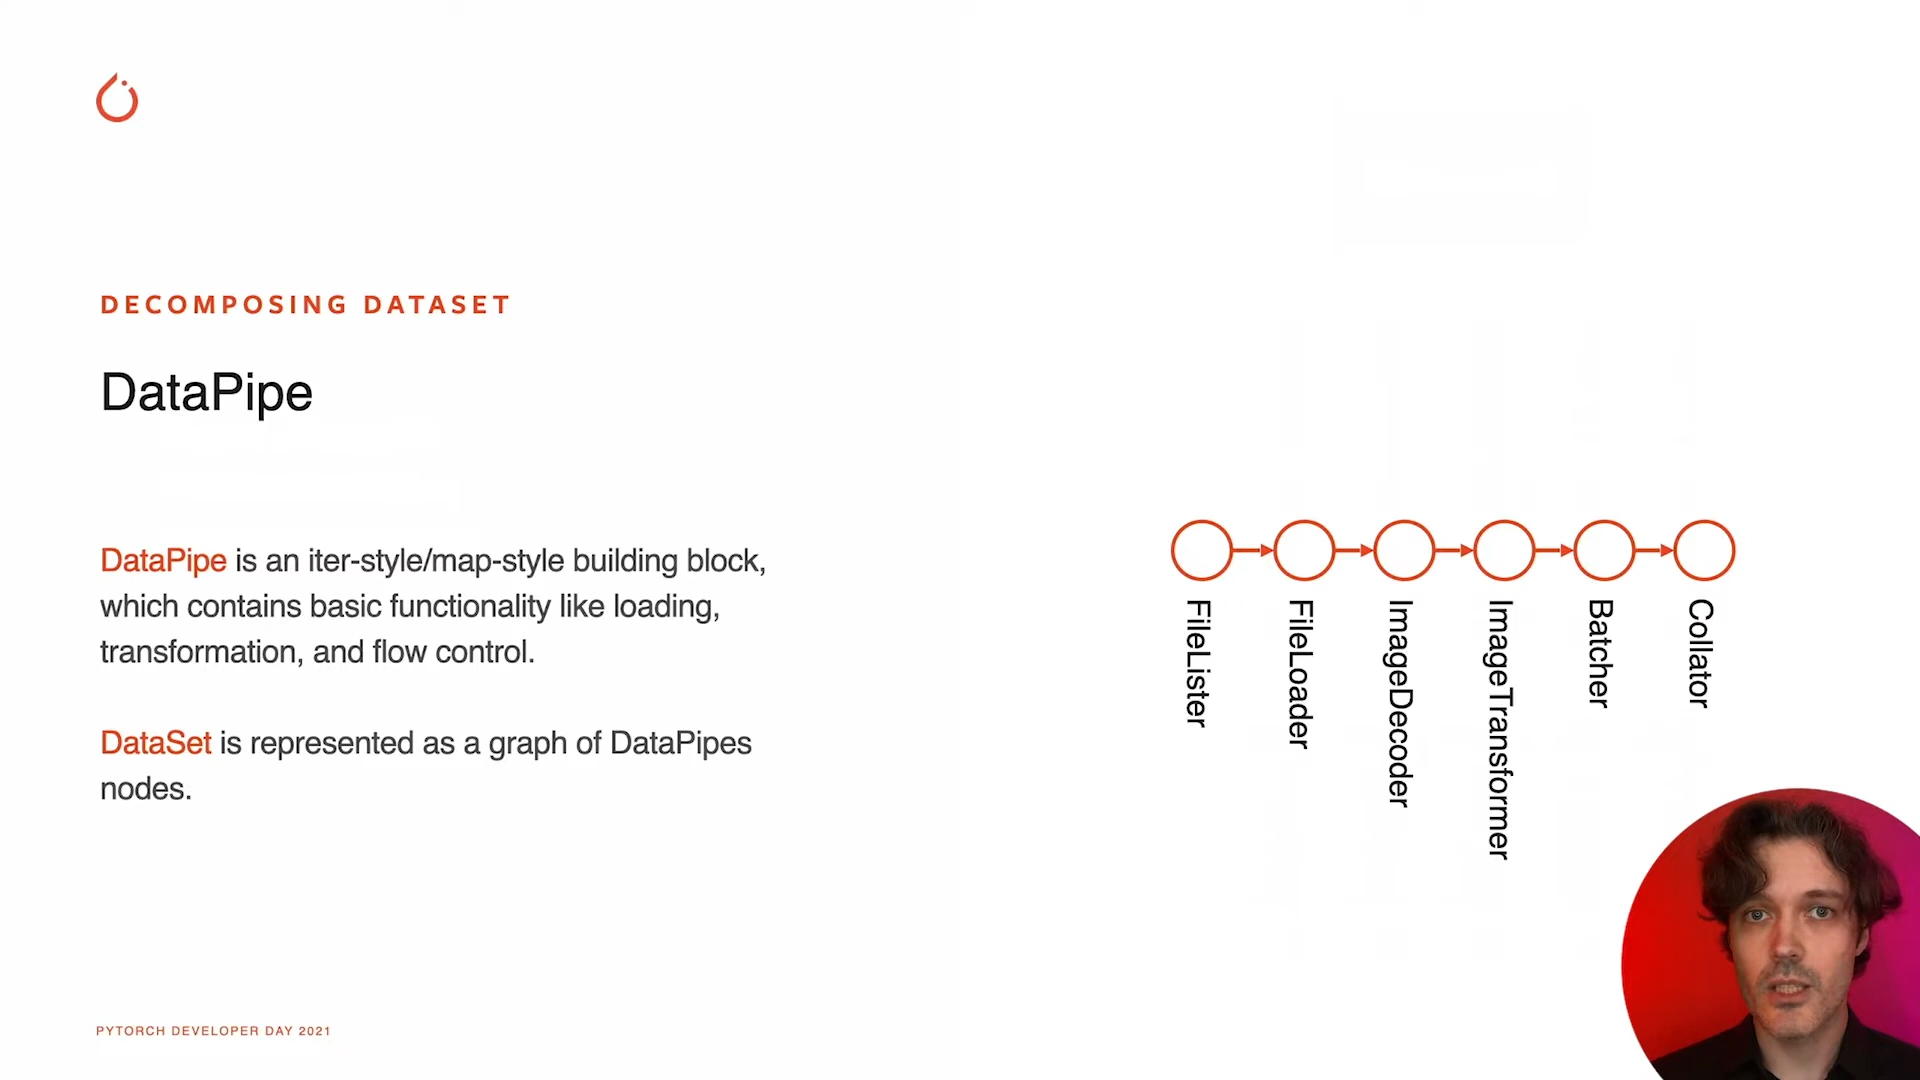 DECOMPOSING DATASET
DataPipe
DataPipe is an iter-style/map-style building block,
which contains basic functionality like loading,
transformation, and flow control.
DataSet is represented as a graph of DataPipes
nodes.
FileLister
FileLoader
ImageDecoder
ImageTransformer
Batcher
Collator
PYTORCH DEVELOPER DAY 2021